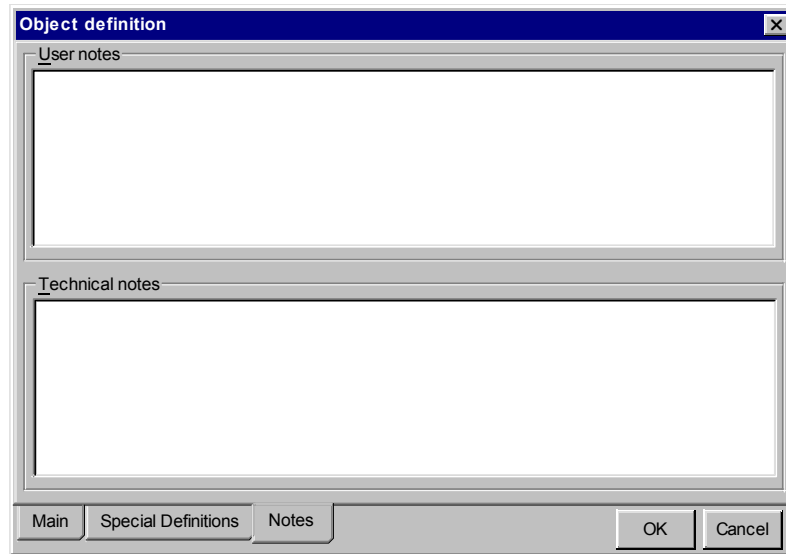 Object definition
User notes
Technical notes
Main Special Definitions Notes OK Cancel